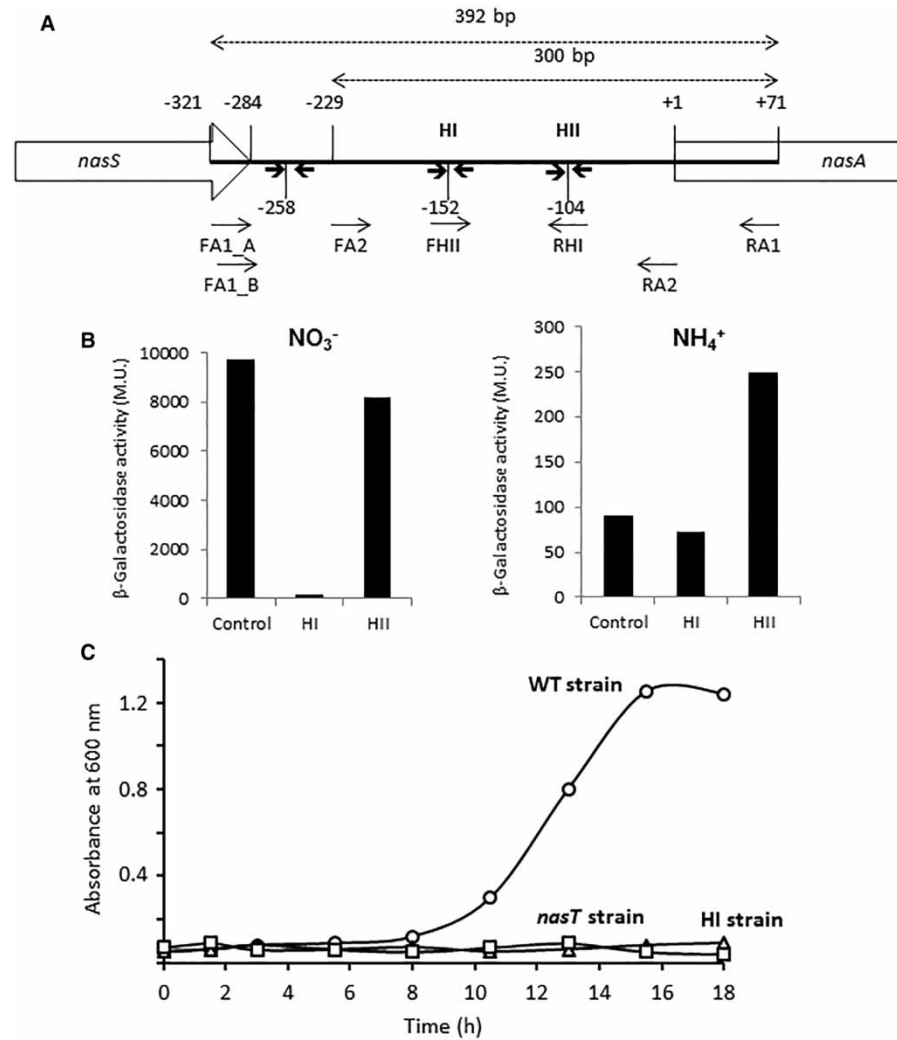 A
392 bp
300 bp
-321 -284 -229 +1 +71
HI HII
nasS nasA
-258 -152 -104
FA1_A FA2 FHII RHI RA1
FA1_B RA2
B
NO₃⁻
β-Galactosidase activity (M.U.)
10000
8000
6000
4000
2000
0
Control HI HII
NH₄⁺
β-Galactosidase activity (M.U.)
300
250
200
150
100
50
0
Control HI HII
C
Absorbance at 600 nm
1.2
0.8
0.4
WT strain
nasT strain HI strain
0 2 4 6 8 10 12 14 16 18
Time (h)